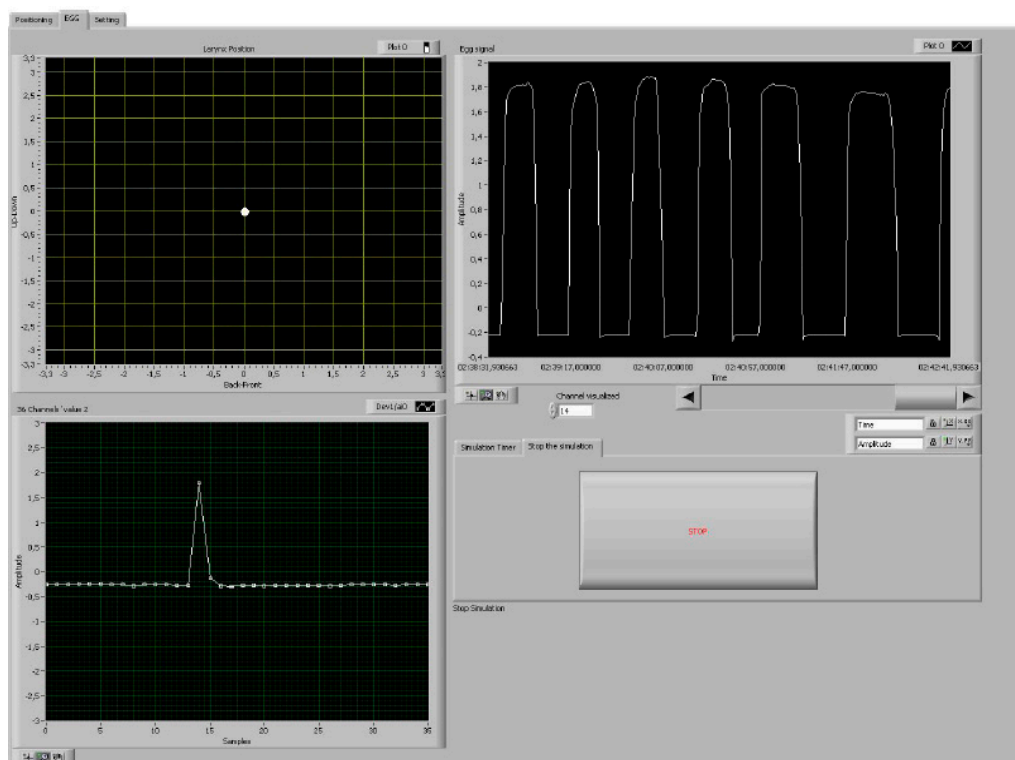 Positioning EGG Setting
Larynx Position
Plot 0
3,3
3
2,5
2
1,5
1
0,5
0
-0,5
-1
-1,5
-2
-2,5
-3
-3,3
Up-Down
-3,3 -3 -2,5 -2 -1,5 -1 -0,5 0 0,5 1 1,5 2 2,5 3 3,3
Back-Front
Egg signal
Plot 0
2
1,8
1,6
1,4
1,2
1
0,8
0,6
0,4
0,2
0
-0,2
-0,4
Amplitude
02:38:31,930663 02:39:17,000000 02:40:07,000000 02:40:57,000000 02:41:47,000000 02:42:41,930663
Time
Channel visualized
14
Time
Amplitude
36 Channels 'value 2
Dev1/ai0
3
2,5
2
1,5
1
0,5
0
-0,5
-1
-1,5
-2
-2,5
-3
Amplitude
0 5 10 15 20 25 30 35
Samples
Simulation Timer Stop the simulation
STOP
Stop Simulation